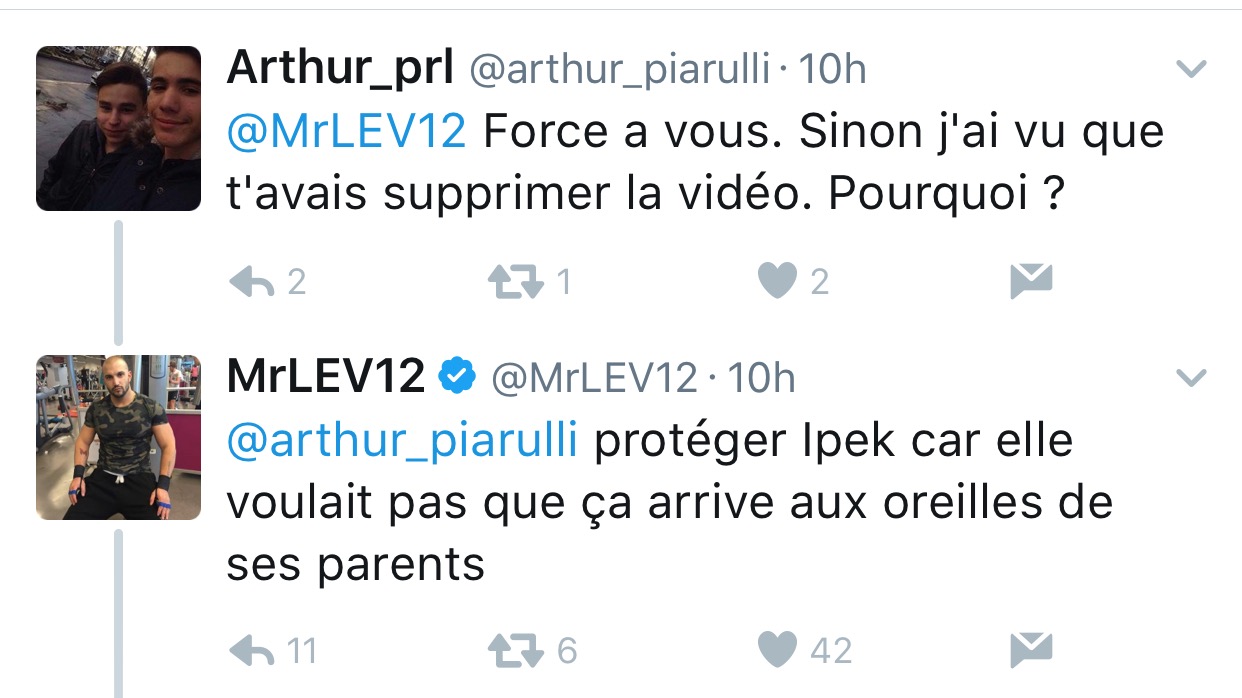 Arthur_prl @arthur_piarulli · 10h
@MrLEV12 Force a vous. Sinon j'ai vu que
t'avais supprimer la vidéo. Pourquoi ?
2 1 2
MrLEV12 @MrLEV12 · 10h
@arthur_piarulli protéger Ipek car elle
voulait pas que ça arrive aux oreilles de
ses parents
11 6 42